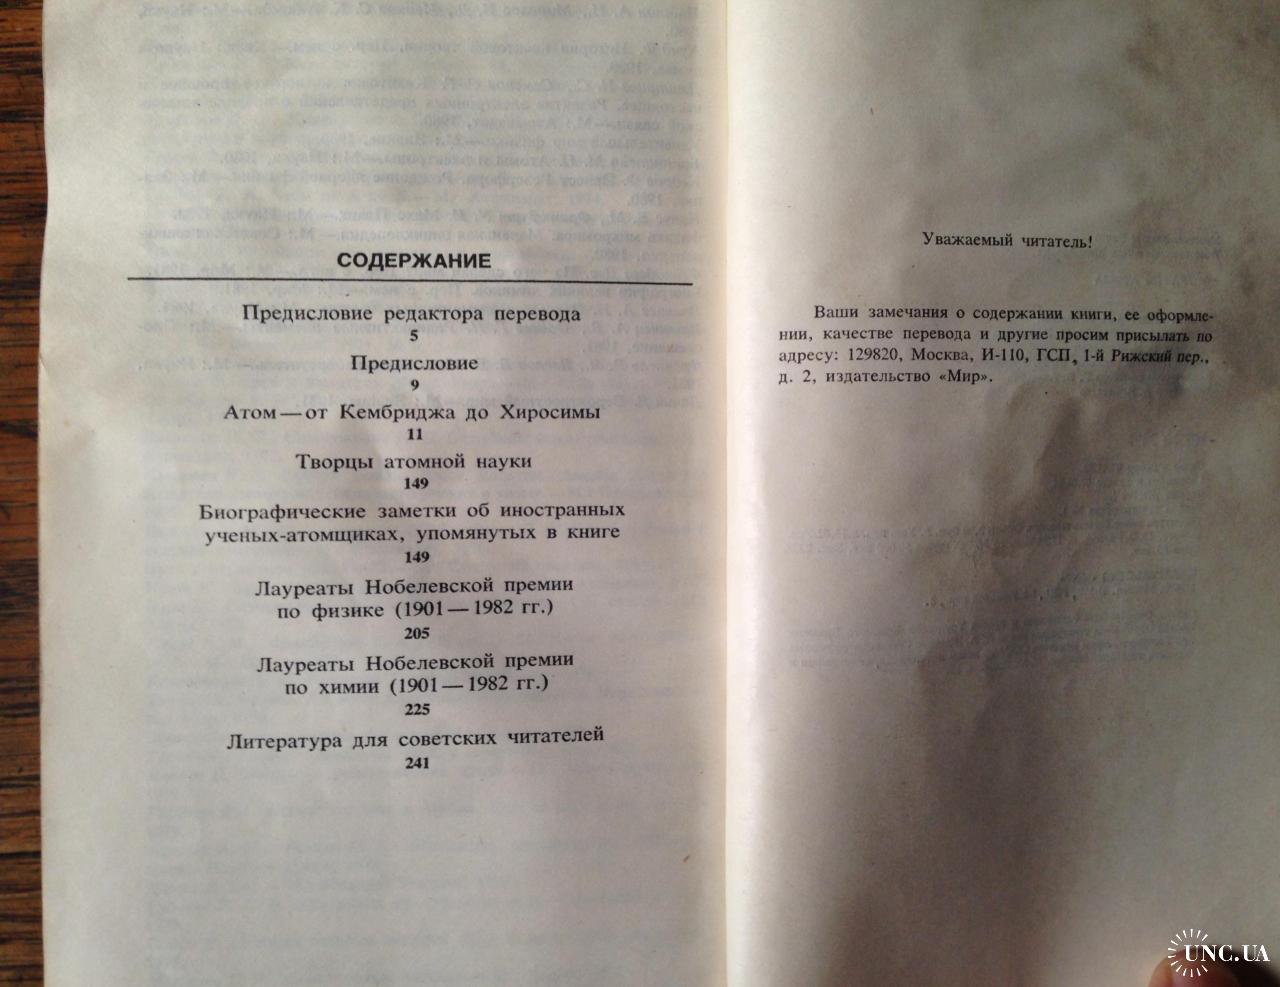 СОДЕРЖАНИЕ
Предисловие редактора перевода
5
Предисловие
9
Атом — от Кембриджа до Хиросимы
11
Творцы атомной науки
149
Биографические заметки об иностранных
ученых-атомщиках, упомянутых в книге
149
Лауреаты Нобелевской премии
по физике (1901 — 1982 гг.)
205
Лауреаты Нобелевской премии
по химии (1901 — 1982 гг.)
225
Литература для советских читателей
241
Уважаемый читатель!
Ваши замечания о содержании книги, ее оформле-
нии, качестве перевода и другие просим присылать по
адресу: 129820, Москва, И-110, ГСП, 1-й Рижский пер.,
д. 2, издательство «Мир».
UNC.UA